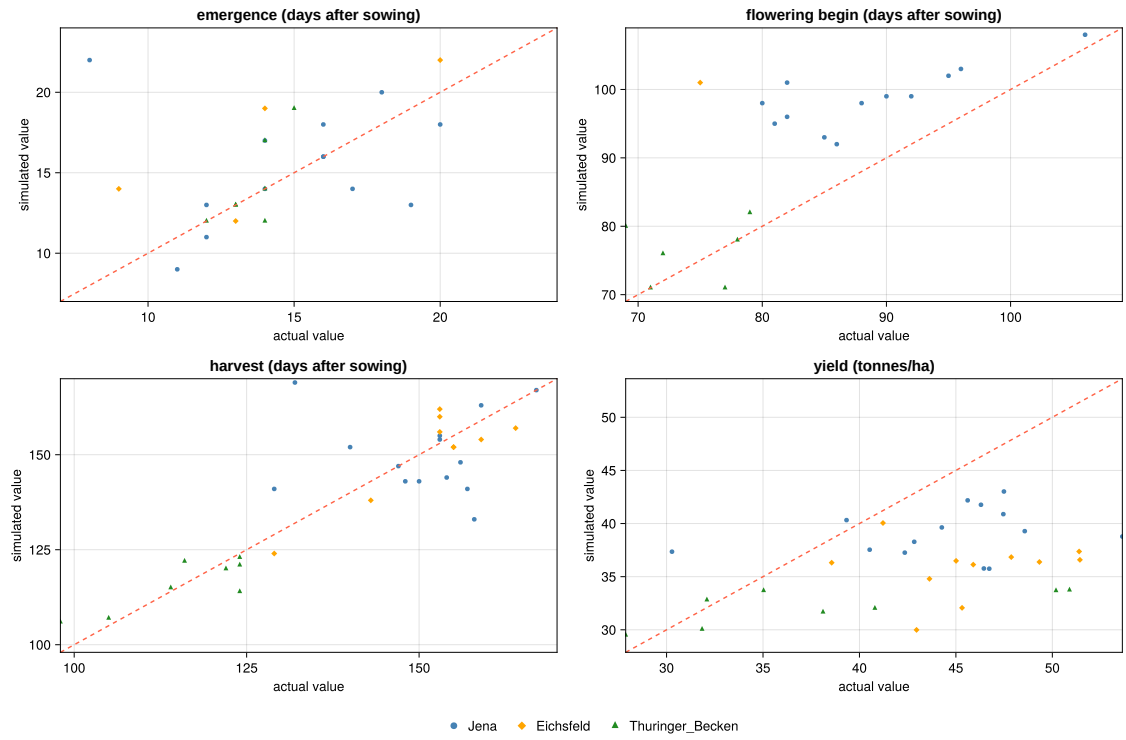 emergence (days after sowing)
simulated value
20
15
10
10 15 20
actual value
flowering begin (days after sowing)
simulated value
100
90
80
70
70 80 90 100
actual value
harvest (days after sowing)
simulated value
150
125
100
100 125 150
actual value
yield (tonnes/ha)
simulated value
50
45
40
35
30
30 35 40 45 50
actual value
Jena Eichsfeld Thuringer_Becken